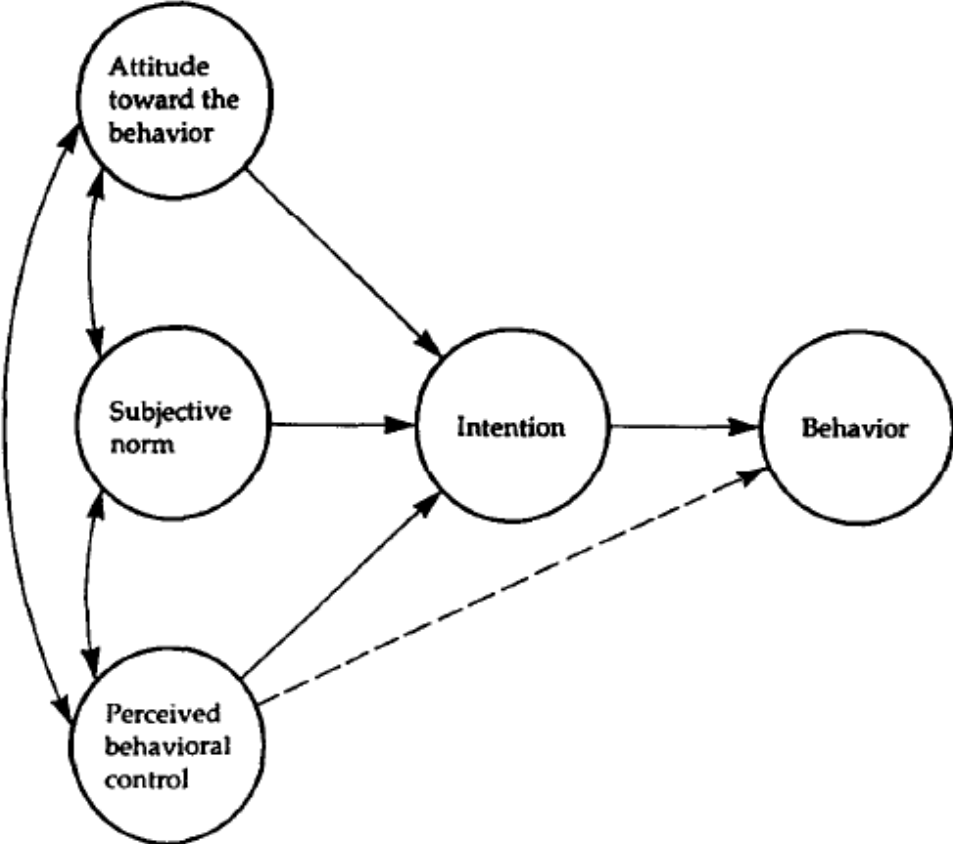 Attitude
toward the
behavior
Subjective
norm
Intention
Behavior
Perceived
behavioral
control